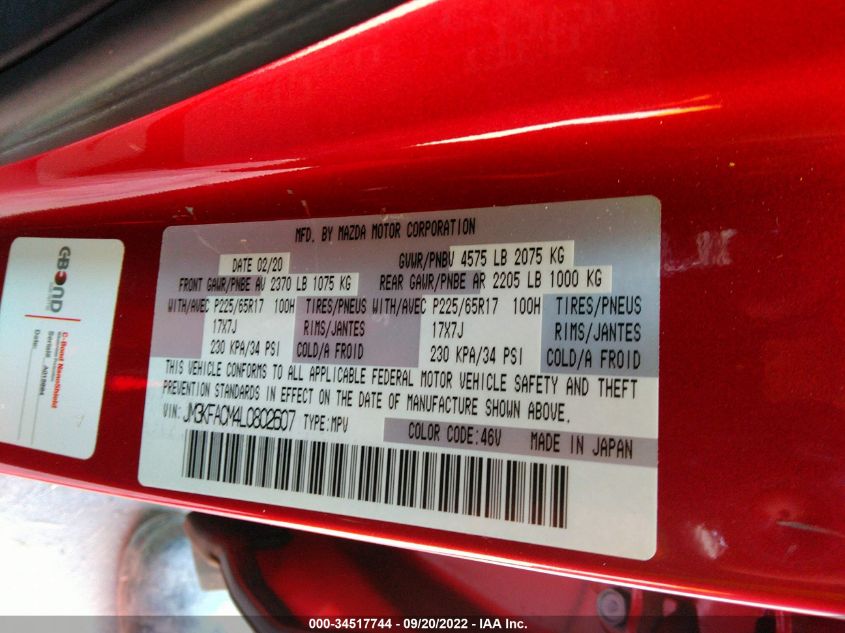 MFD. BY MAZDA MOTOR CORPORATION
DATE 02/20 GVWR/PNBV 4575 LB 2075 KG
FRONT GAWR/PNBE AV 2370 LB 1075 KG REAR GAWR/PNBE AR 2205 LB 1000 KG
WITH/AVEC P225/65R17 100H TIRES/PNEUS WITH/AVEC P225/65R17 100H TIRES/PNEUS
17X7J RIMS/JANTES 17X7J RIMS/JANTES
230 KPA/34 PSI COLD/A FROID 230 KPA/34 PSI COLD/A FROID
THIS VEHICLE CONFORMS TO ALL APPLICABLE FEDERAL MOTOR VEHICLE SAFETY AND THEFT
PREVENTION STANDARDS IN EFFECT ON THE DATE OF MANUFACTURE SHOWN ABOVE.
VIN: JM3KFACM4L0802607 TYPE: MPV
COLOR CODE: 46V MADE IN JAPAN
C-BOND
C-Bond NanoShield
Serial#:
Date:
000-34517744 - 09/20/2022 - IAA Inc.